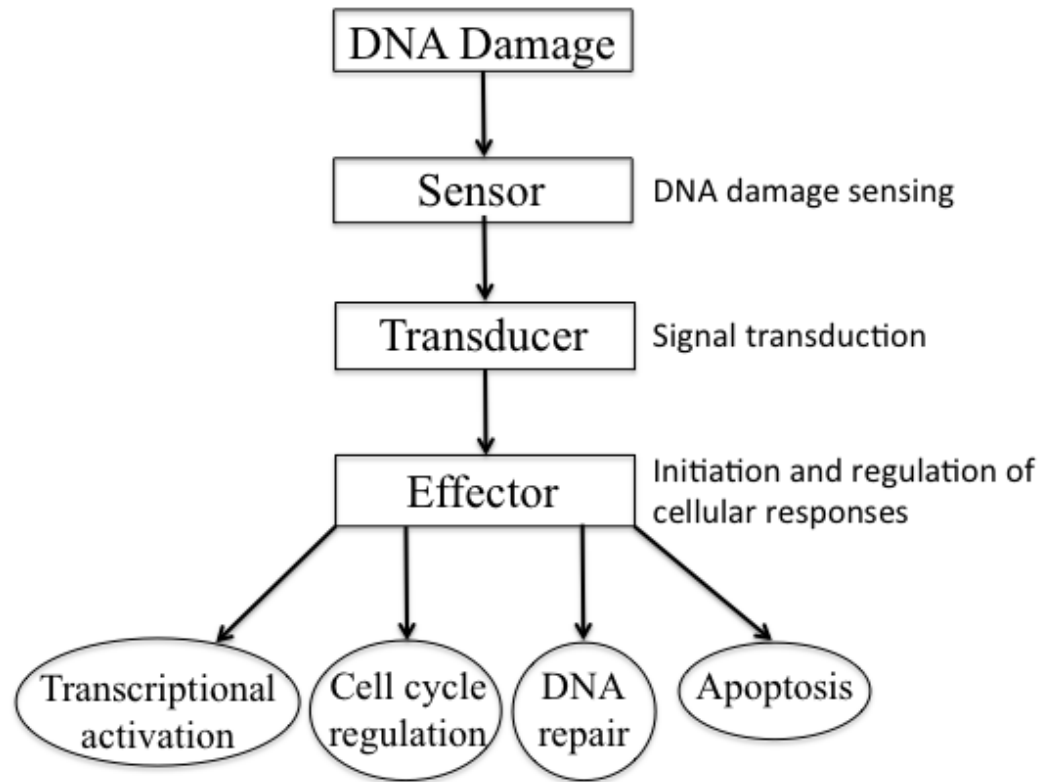 DNA Damage
Sensor
DNA damage sensing
Transducer
Signal transduction
Effector
Initiation and regulation of
cellular responses
Transcriptional
activation
Cell cycle
regulation
DNA
repair
Apoptosis